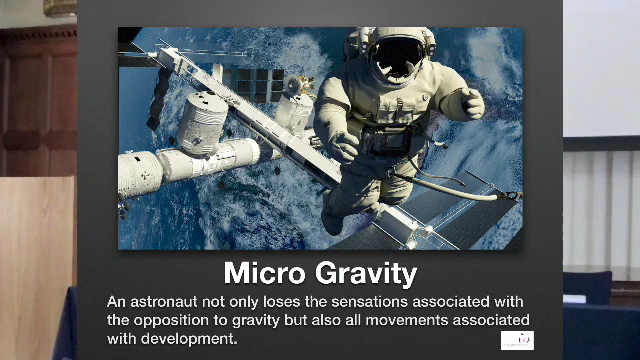 Micro Gravity
An astronaut not only loses the sensations associated with
the opposition to gravity but also all movements associated
with development.